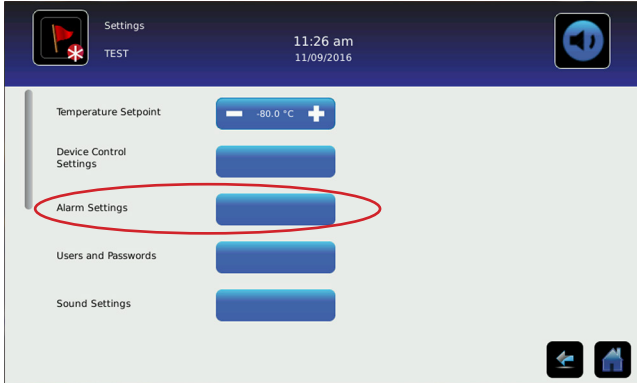 Settings
TEST
11:26 am
11/09/2016
Temperature Setpoint
-80.0 °C
Device Control
Settings
Alarm Settings
Users and Passwords
Sound Settings